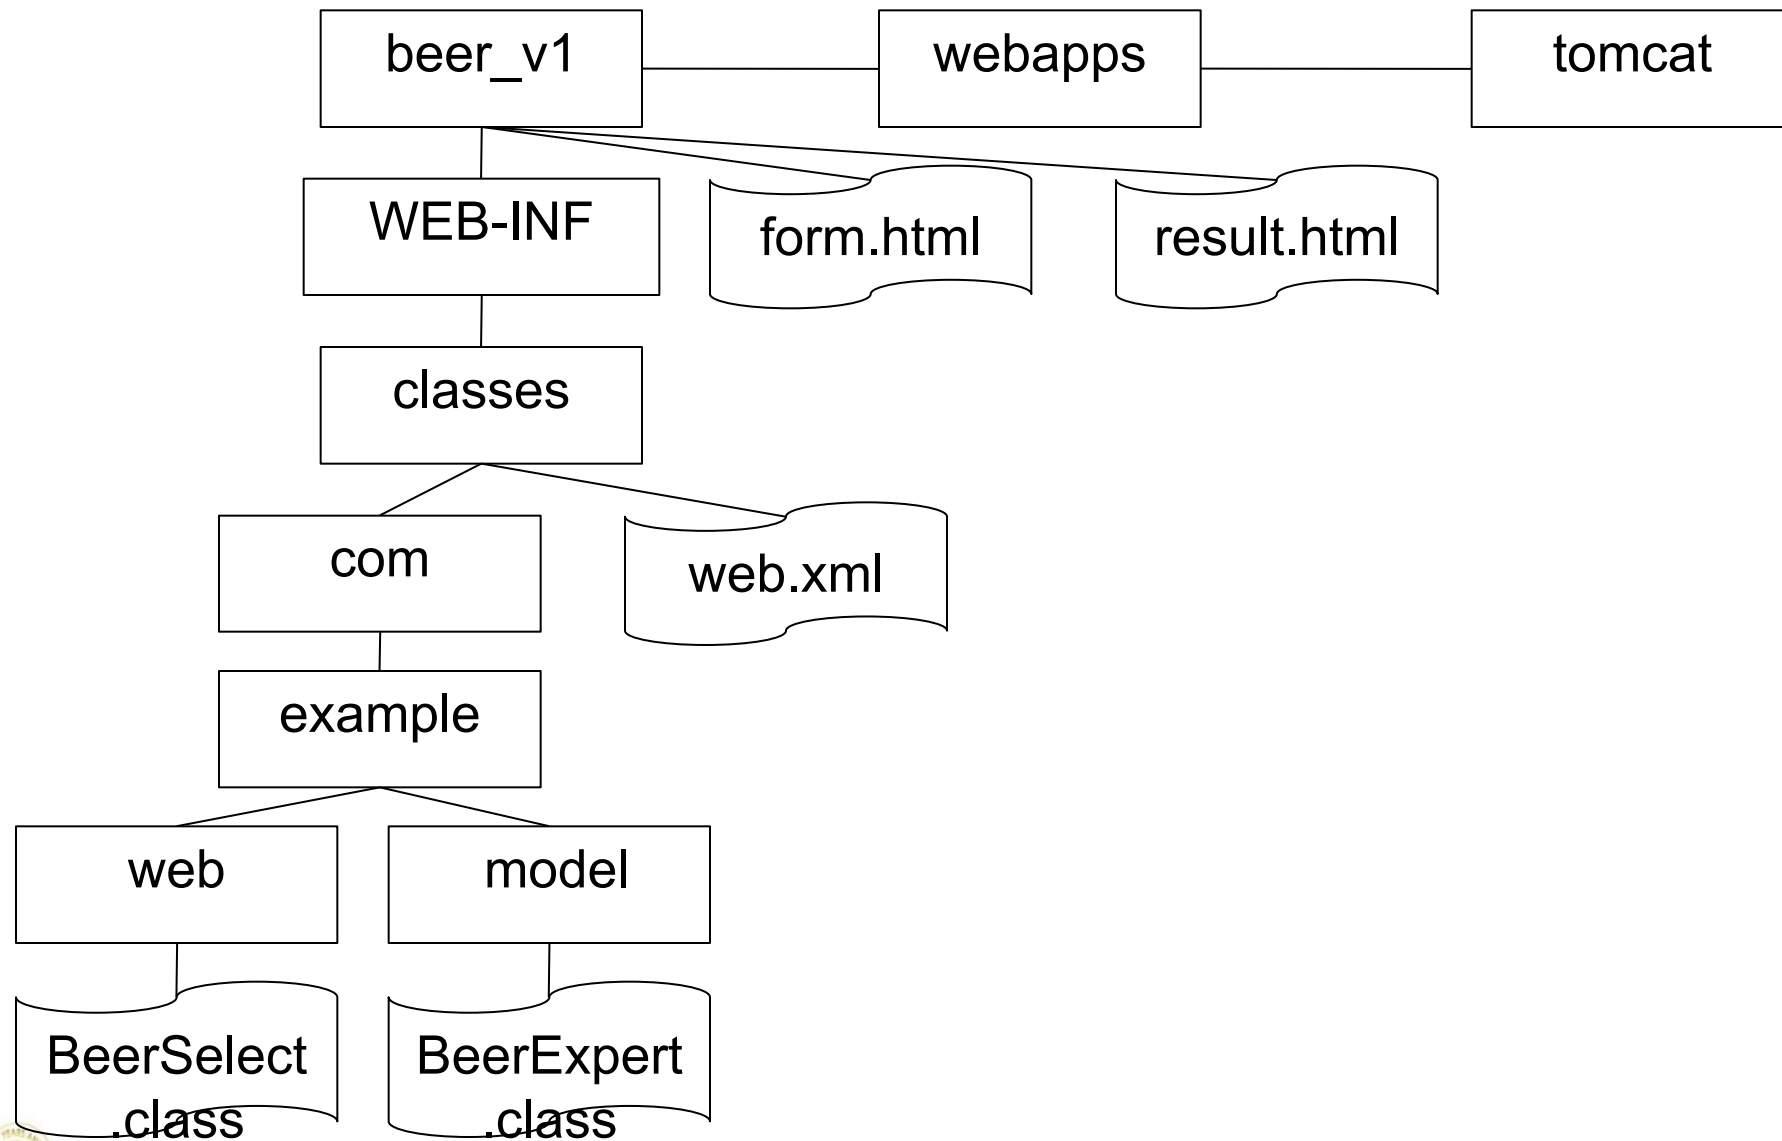 beer_v1
webapps
tomcat
WEB-INF
form.html
result.html
classes
com
web.xml
example
web
model
BeerSelect
.class
BeerExpert
.class